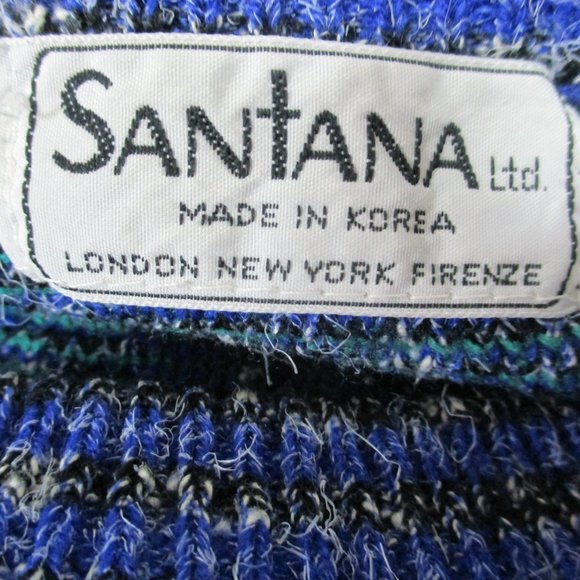 SANTANA Ltd.
MADE IN KOREA
LONDON NEW YORK FIRENZE